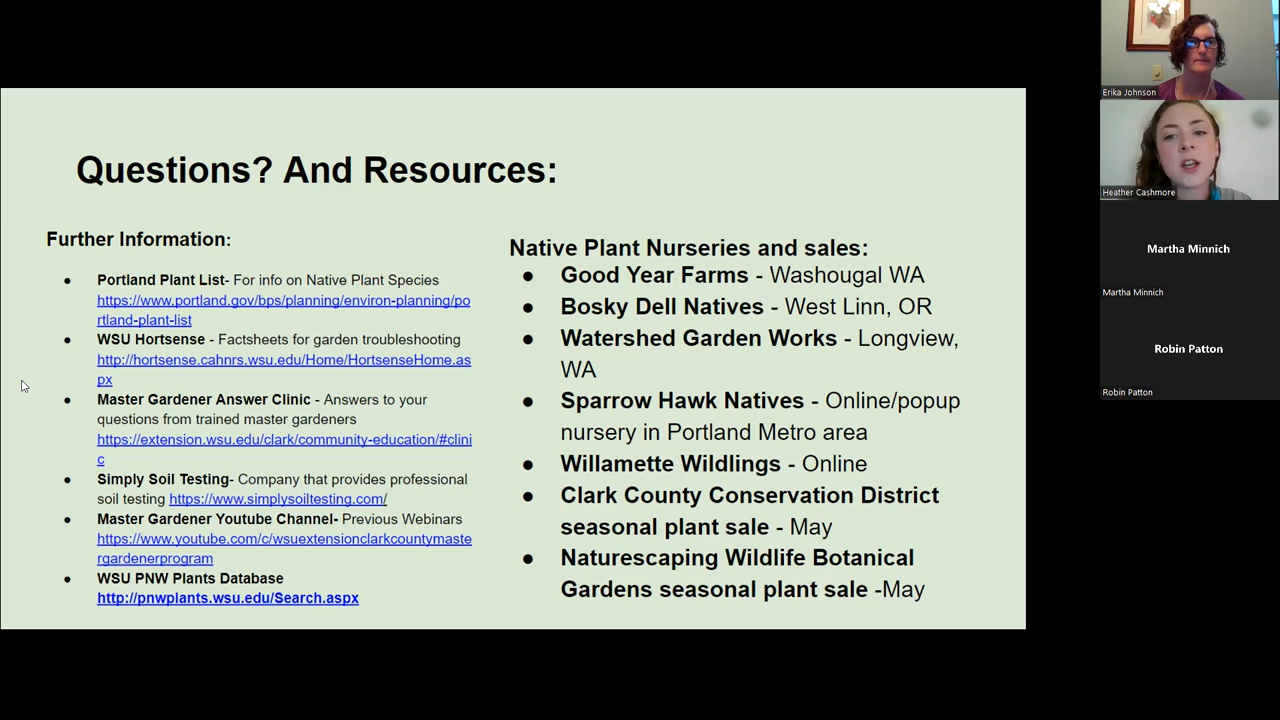 Questions? And Resources:
Further Information:
● Portland Plant List- For info on Native Plant Species
https://www.portland.gov/bps/planning/environ-planning/po
rtland-plant-list
● WSU Hortsense - Factsheets for garden troubleshooting
http://hortsense.cahnrs.wsu.edu/Home/HortsenseHome.as
px
● Master Gardener Answer Clinic - Answers to your
questions from trained master gardeners
https://extension.wsu.edu/clark/community-education/#clini
c
● Simply Soil Testing- Company that provides professional
soil testing https://www.simplysoiltesting.com/
● Master Gardener Youtube Channel- Previous Webinars
https://www.youtube.com/c/wsuextensionclarkcountymaste
rgardenerprogram
● WSU PNW Plants Database
http://pnwplants.wsu.edu/Search.aspx
Native Plant Nurseries and sales:
● Good Year Farms - Washougal WA
● Bosky Dell Natives - West Linn, OR
● Watershed Garden Works - Longview,
WA
● Sparrow Hawk Natives - Online/popup
nursery in Portland Metro area
● Willamette Wildlings - Online
● Clark County Conservation District
seasonal plant sale - May
● Naturescaping Wildlife Botanical
Gardens seasonal plant sale -May
Erika Johnson
Heather Cashmore
Martha Minnich
Martha Minnich
Robin Patton
Robin Patton